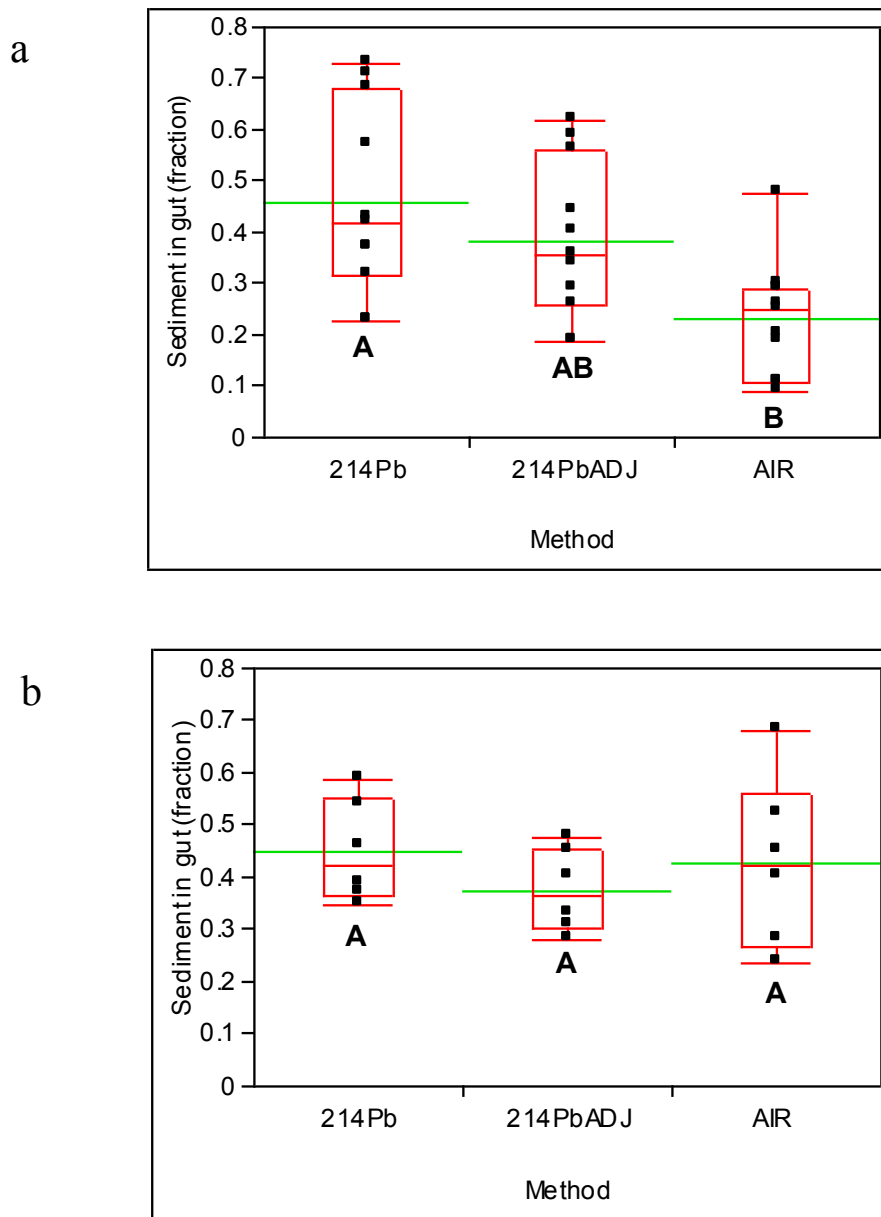 a
Sediment in gut (fraction)
0.8
0.7
0.6
0.5
0.4
0.3
0.2
0.1
0
A
AB
B
214Pb 214PbADJ AIR
Method
b
Sediment in gut (fraction)
0.8
0.7
0.6
0.5
0.4
0.3
0.2
0.1
0
A
A
A
214Pb 214PbADJ AIR
Method